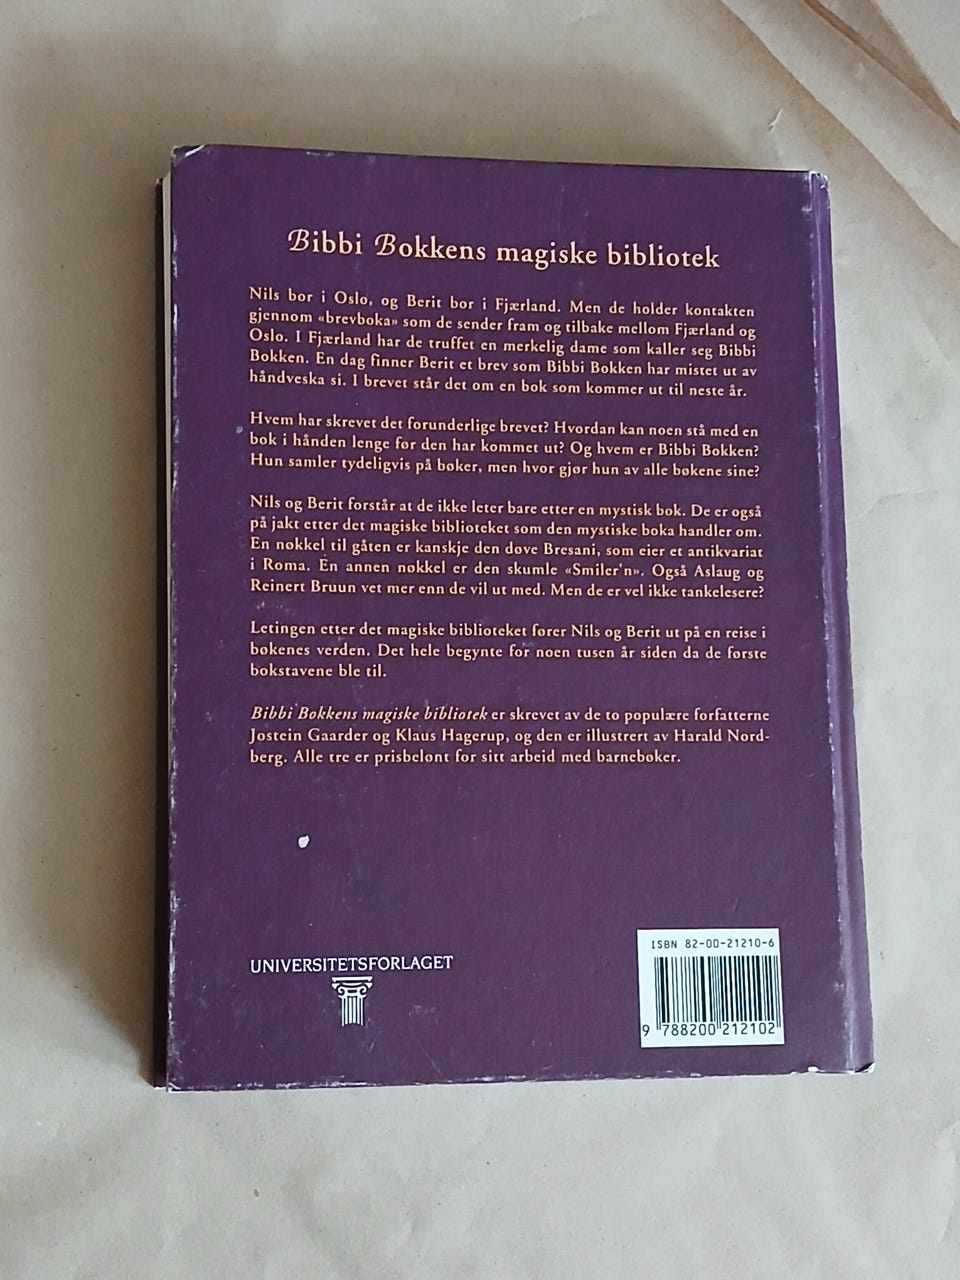 Bibbi Bokkens magiske bibliotek
Nils bor i Oslo, og Berit bor i Fjærland. Men de holder kontakten
gjennom «brevboka» som de sender fram og tilbake mellom Fjærland og
Oslo. I Fjærland har de truffet en merkelig dame som kaller seg Bibbi
Bokken. En dag finner Berit et brev som Bibbi Bokken har mistet ut av
håndveska si. I brevet står det om en bok som kommer ut til neste år.
Hvem har skrevet det forunderlige brevet? Hvordan kan noen stå med en
bok i hånden lenge før den har kommet ut? Og hvem er Bibbi Bokken?
Hun samler tydeligvis på bøker, men hvor gjør hun av alle bøkene sine?
Nils og Berit forstår at de ikke leter bare etter en mystisk bok. De er også
på jakt etter det magiske biblioteket som den mystiske boka handler om.
En nøkkel til gåten er kanskje den døve Bresani, som eier et antikvariat
i Roma. En annen nøkkel er den skumle «Smiler'n». Også Aslaug og
Reinert Bruun vet mer enn de vil ut med. Men de er vel ikke tankelesere?
Letingen etter det magiske biblioteket fører Nils og Berit ut på en reise i
bøkenes verden. Det hele begynte for noen tusen år siden da de første
bokstavene ble til.
Bibbi Bokkens magiske bibliotek er skrevet av de to populære forfatterne
Jostein Gaarder og Klaus Hagerup, og den er illustrert av Harald Nord-
berg. Alle tre er prisbelønt for sitt arbeid med barnebøker.
UNIVERSITETSFORLAGET
ISBN 82-00-21210-6
9 788200 212102